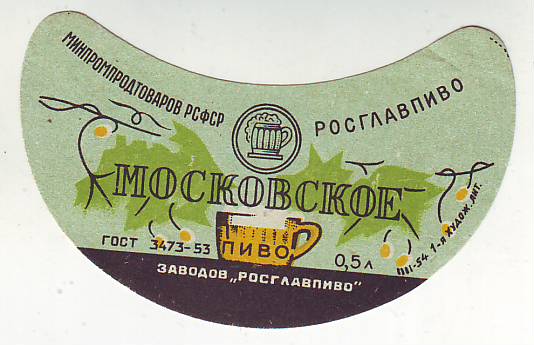 МИНПРОМПРОДТОВАРОВ РСФСР
РОСГЛАВПИВО
МОСКОВСКОЕ
ГОСТ 3473-53
ПИВО
0,5 л
ЗАВОДОВ „РОСГЛАВПИВО"
III-54 1-я ХУДОЖ. ЛИТ.